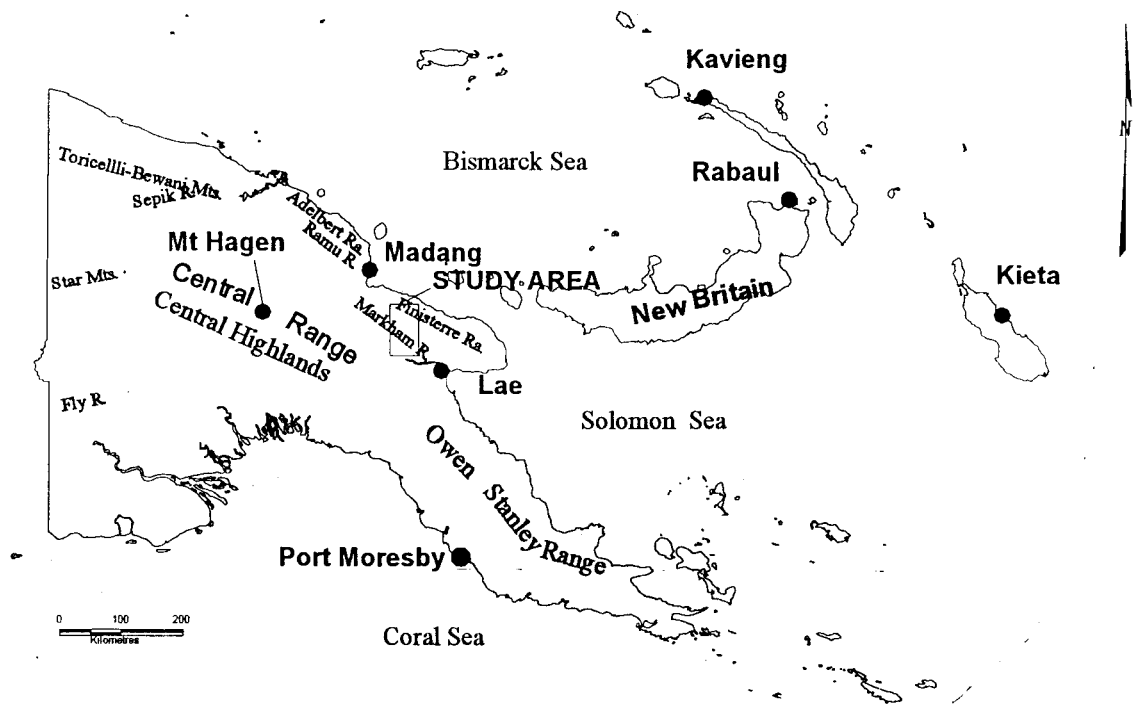 Kavieng
N
Bismarck Sea
Toricellli-Bewani Mts.
Sepik R.
Rabaul
Adelbert Ra.
Ramu R.
Mt Hagen
Madang
STUDY AREA
Star Mts.
Kieta
Central Range
Central Highlands
New Britain
Finisterre Ra.
Markham R.
Lae
Fly R.
Solomon Sea
Owen Stanley Range
Port Moresby
0 100 200
Kilometres
Coral Sea